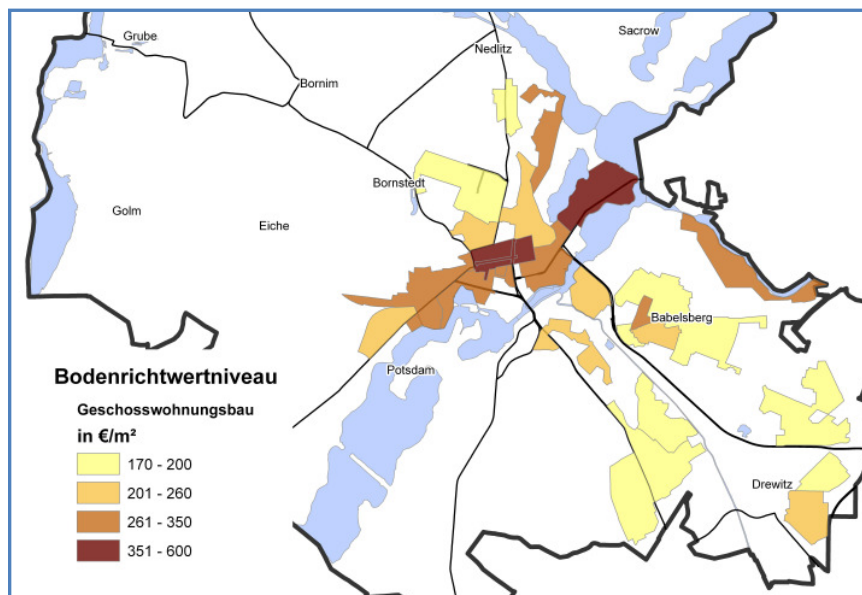 Grube
Sacrow
Nedlitz
Bornim
Bornstedt
Golm
Eiche
Babelsberg
Potsdam
Drewitz
Bodenrichtwertniveau
Geschosswohnungsbau
in €/m²
170 - 200
201 - 260
261 - 350
351 - 600